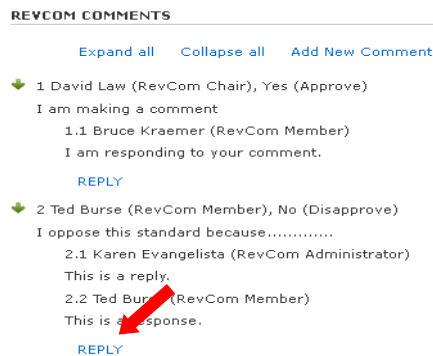 REVCOM COMMENTS
Expand all Collapse all Add New Comment
1 David Law (RevCom Chair), Yes (Approve)
I am making a comment
1.1 Bruce Kraemer (RevCom Member)
I am responding to your comment.
REPLY
2 Ted Burse (RevCom Member), No (Disapprove)
I oppose this standard because.............
2.1 Karen Evangelista (RevCom Administrator)
This is a reply.
2.2 Ted Burse (RevCom Member)
This is a response.
REPLY